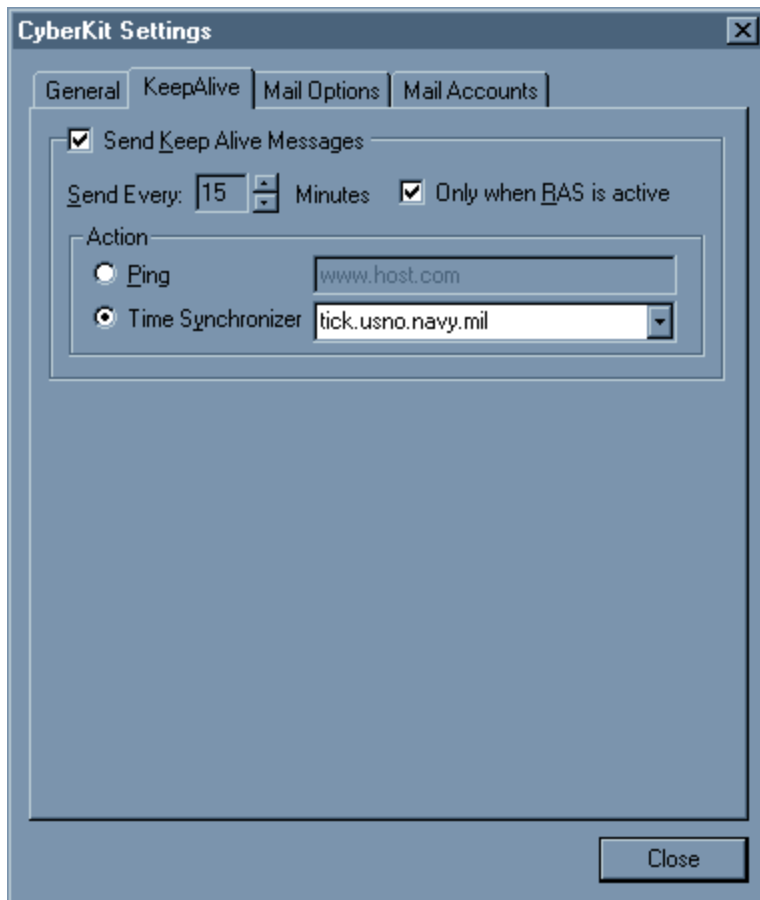 CyberKit Settings
General KeepAlive Mail Options Mail Accounts
Send Keep Alive Messages
Send Every: 15 Minutes Only when RAS is active
Action
Ping www.host.com
Time Synchronizer tick.usno.navy.mil
Close